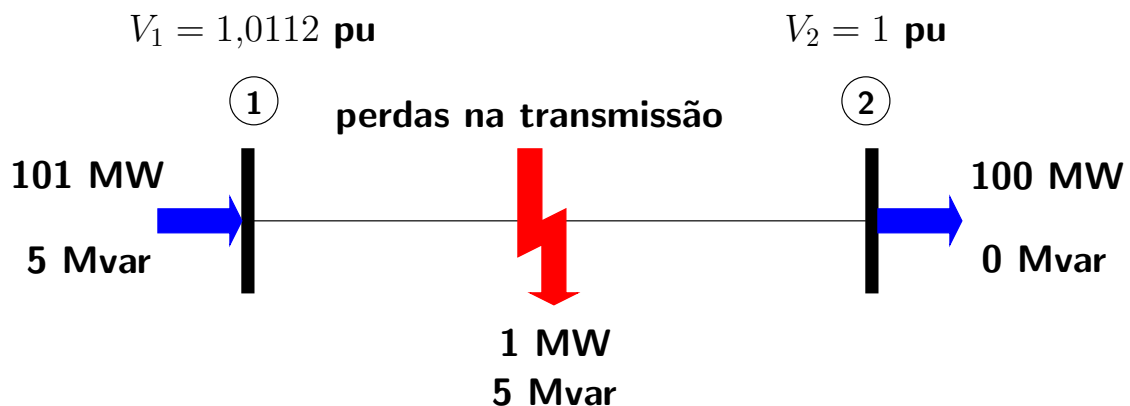 V₁ = 1,0112 pu
V₂ = 1 pu
1
2
perdas na transmissão
101 MW
100 MW
5 Mvar
0 Mvar
1 MW
5 Mvar